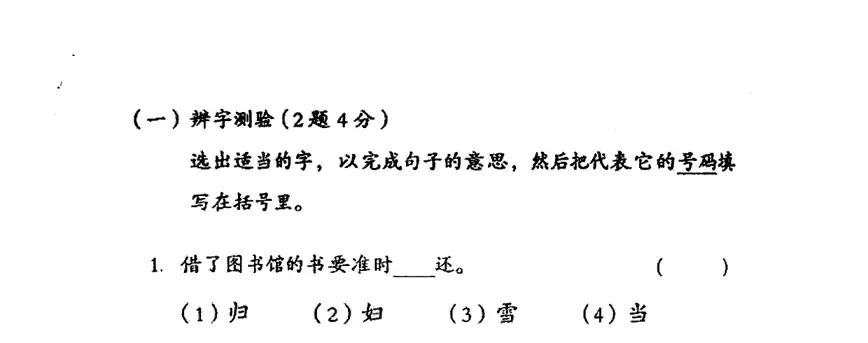 (一) 辨字测验(2题4分)
选出适当的字，以完成句子的意思，然后把代表它的号码填
写在括号里。
1. 借了图书馆的书要准时____还。 (    )
(1)归 (2)妇 (3)雪 (4)当